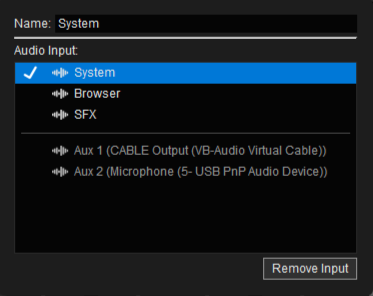 Name: System
Audio Input:
System
Browser
SFX
Aux 1 (CABLE Output (VB-Audio Virtual Cable))
Aux 2 (Microphone (5- USB PnP Audio Device))
Remove Input